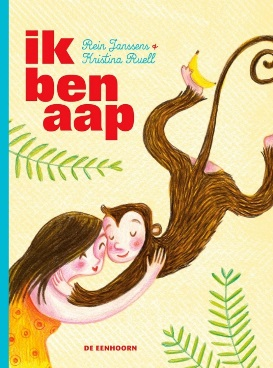 ik
ben
aap
Rein Janssens &
Kristina Ruell
DE EENHOORN